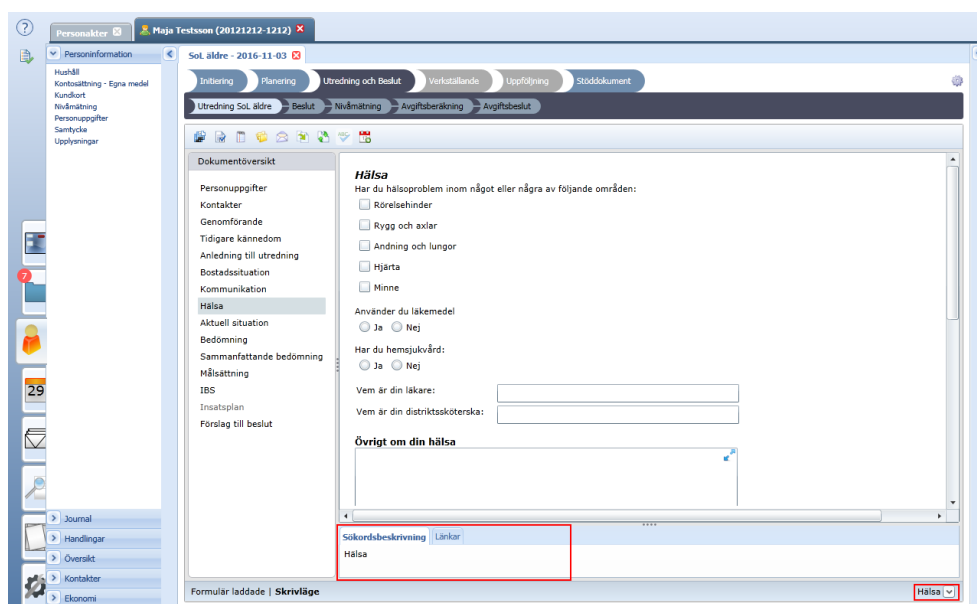 Personakter
Maja Testsson (20121212-1212)
Personinformation
Hushåll
Kontosättning - Egna medel
Kundkort
Nivåmätning
Personuppgifter
Samtycke
Upplysningar
7
29
Journal
Handlingar
Översikt
Kontakter
Ekonomi
SoL äldre - 2016-11-03
Initiering Planering Utredning och Beslut Verkställande Uppföljning Stöddokument
Utredning SoL äldre Beslut Nivåmätning Avgiftsberäkning Avgiftsbeslut
Dokumentöversikt
Personuppgifter
Kontakter
Genomförande
Tidigare kännedom
Anledning till utredning
Bostadssituation
Kommunikation
Hälsa
Aktuell situation
Bedömning
Sammanfattande bedömning
Målsättning
IBS
Insatsplan
Förslag till beslut
Hälsa
Har du hälsoproblem inom något eller några av följande områden:
Rörelsehinder
Rygg och axlar
Andning och lungor
Hjärta
Minne
Använder du läkemedel
Ja Nej
Har du hemsjukvård:
Ja Nej
Vem är din läkare:
Vem är din distriktssköterska:
Övrigt om din hälsa
Sökordsbeskrivning Länkar
Hälsa
Formulär laddade | Skrivläge
Hälsa